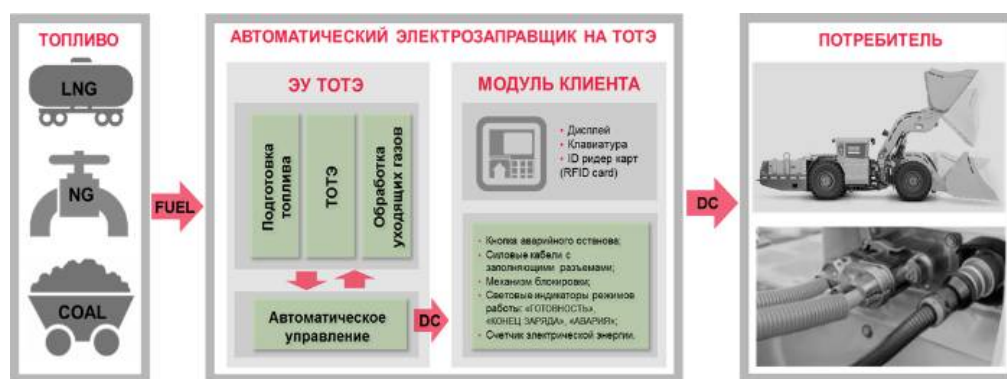 ТОПЛИВО
LNG
NG
COAL
FUEL
АВТОМАТИЧЕСКИЙ ЭЛЕКТРОЗАПРАВЩИК НА ТОТЭ
ЭУ ТОТЭ
Подготовка
топлива
ТОТЭ
Обработка
уходящих газов
Автоматическое
управление
DC
МОДУЛЬ КЛИЕНТА
• Дисплей
• Клавиатура
• ID ридер карт
(RFID card)
• Кнопка аварийного останова;
• Силовые кабели с
заполняющими разъемами;
• Механизм блокировки;
• Световые индикаторы режимов
работы: «ГОТОВНОСТЬ»,
«КОНЕЦ ЗАРЯДА», «АВАРИЯ»;
• Счетчик электрической энергии.
DC
ПОТРЕБИТЕЛЬ